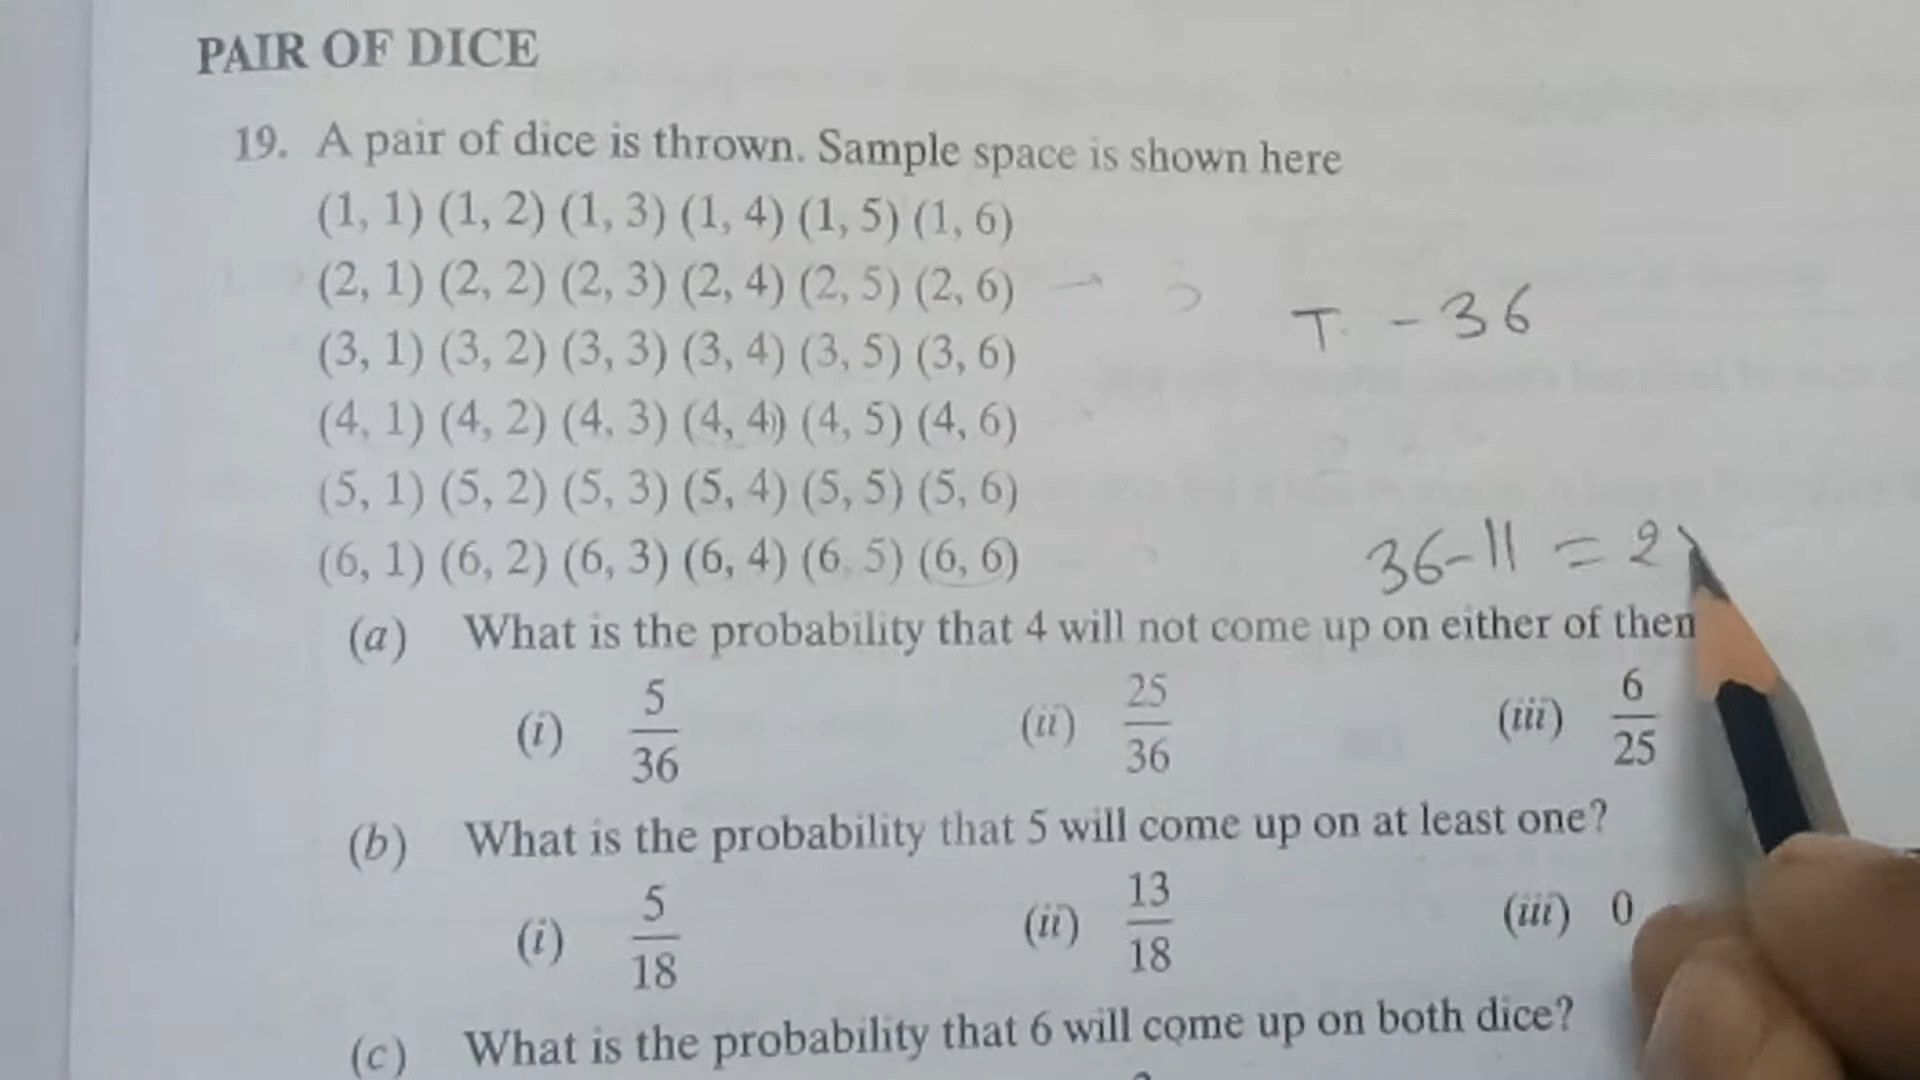 PAIR OF DICE
19. A pair of dice is thrown. Sample space is shown here
(1, 1) (1, 2) (1, 3) (1, 4) (1, 5) (1, 6)
(2, 1) (2, 2) (2, 3) (2, 4) (2, 5) (2, 6)
T. - 36
(3, 1) (3, 2) (3, 3) (3, 4) (3, 5) (3, 6)
(4, 1) (4, 2) (4, 3) (4, 4) (4, 5) (4, 6)
(5, 1) (5, 2) (5, 3) (5, 4) (5, 5) (5, 6)
(6, 1) (6, 2) (6, 3) (6, 4) (6, 5) (6, 6)
36-11 = 2
(a) What is the probability that 4 will not come up on either of
(i) 5/36 (ii) 25/36 (iii) 6/25
(b) What is the probability that 5 will come up on at least one?
(i) 5/18 (ii) 13/18 (iii) 0
(c) What is the probability that 6 will come up on both dice?